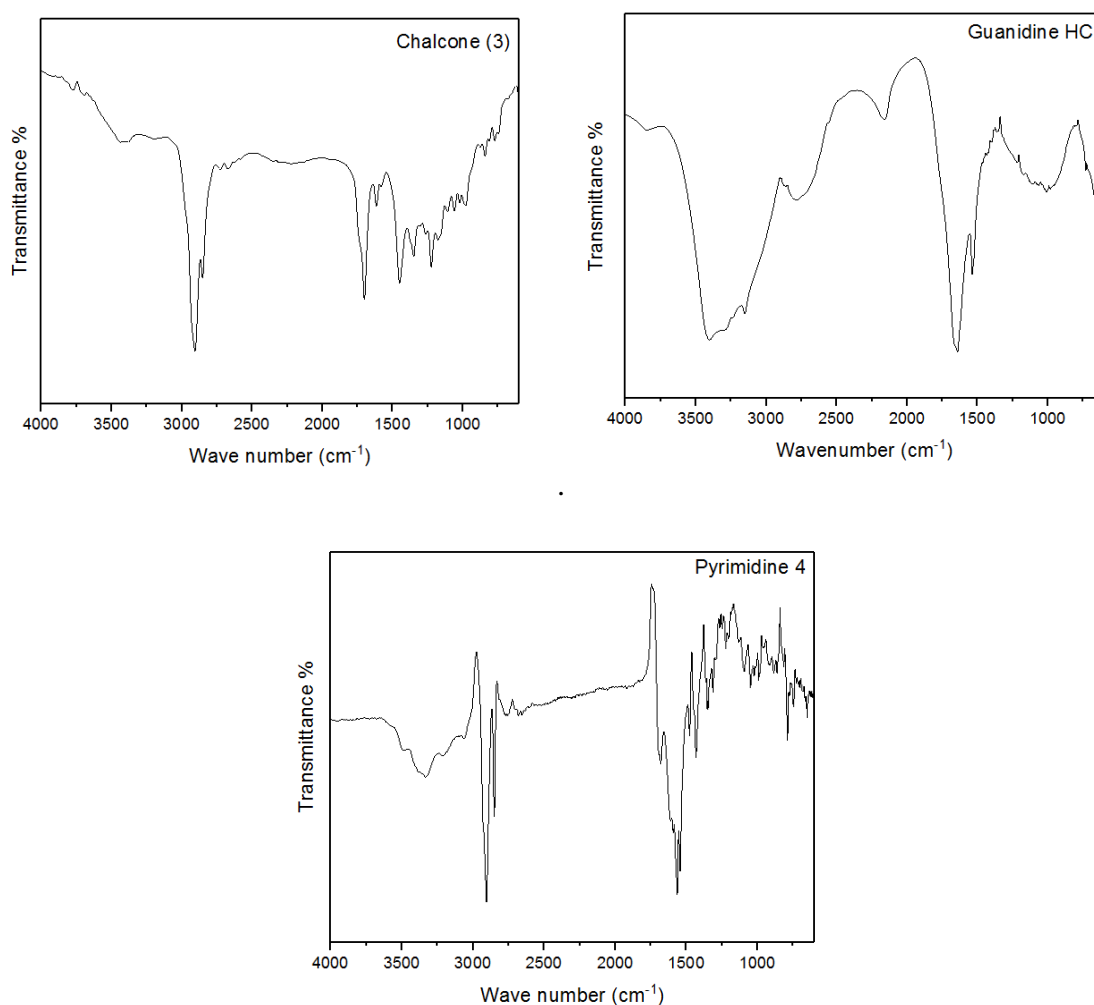 Chalcone (3)
Transmittance %
4000 3500 3000 2500 2000 1500 1000
Wave number (cm-1)
Guanidine HC
Transmittance %
4000 3500 3000 2500 2000 1500 1000
Wavenumber (cm-1)
Pyrimidine 4
Transmittance %
4000 3500 3000 2500 2000 1500 1000
Wave number (cm-1)